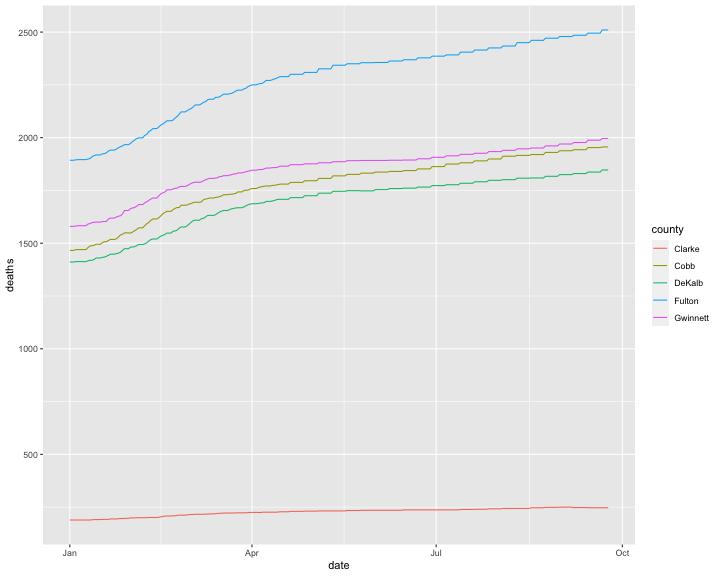 2500
2000
1500
1000
500
deaths
Jan
Apr
Jul
Oct
date
county
Clarke
Cobb
DeKalb
Fulton
Gwinnett